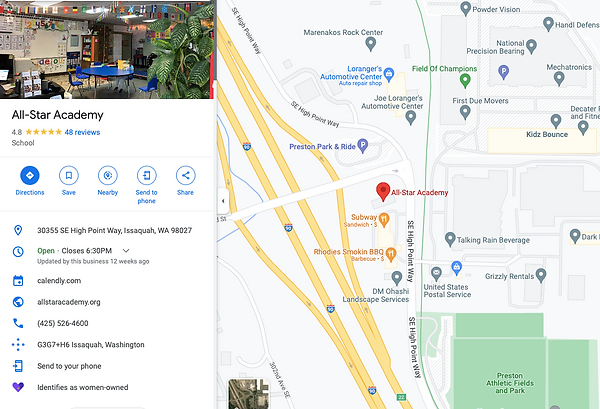 All-Star Academy
4.8 ★★★★★ 48 reviews
School
Directions
Save
Nearby
Send to
phone
Share
30355 SE High Point Way, Issaquah, WA 98027
Open · Closes 6:30PM
Updated by this business 12 weeks ago
calendly.com
allstaracademy.org
(425) 526-4600
G3G7+H6 Issaquah, Washington
Send to your phone
Identifies as women-owned
SE High Point Way
Marenakos Rock Center
Powder Vision
Handl Defens
National
Precision Bearing
Loranger's
Automotive Center
Auto repair shop
Field Of Champions
P
Mechatronics
Joe Loranger's
Automotive Center
First Due Movers
SE High Point Way
Decater F
and Fitne
Kidz Bounce
Preston Park & Ride
P
90
90
All-Star Academy
d St
Subway
Sandwich • $
SE High Point Way
90
Talking Rain Beverage
Dark
Rhodies Smokin BBQ
Barbecue • $
United States
Postal Service
Grizzly Rentals
DM Ohashi
Landscape Services
90
SE High Point Way
302nd Ave SE
Preston
Athletic Fields
and Park
90
22